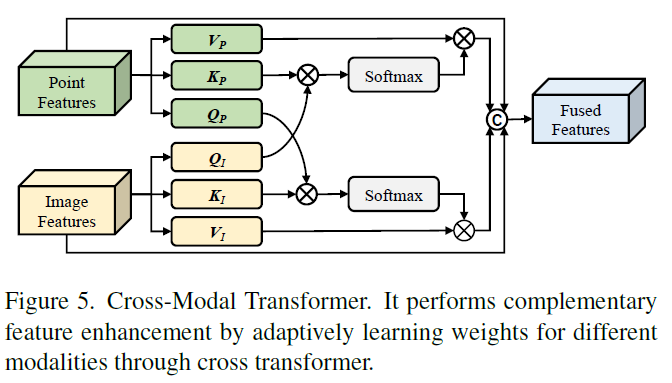 Point
Features
V_P
K_P
Q_P
Softmax
C
Fused
Features
Image
Features
Q_I
K_I
V_I
Softmax
Figure 5. Cross-Modal Transformer. It performs complementary
feature enhancement by adaptively learning weights for different
modalities through cross transformer.